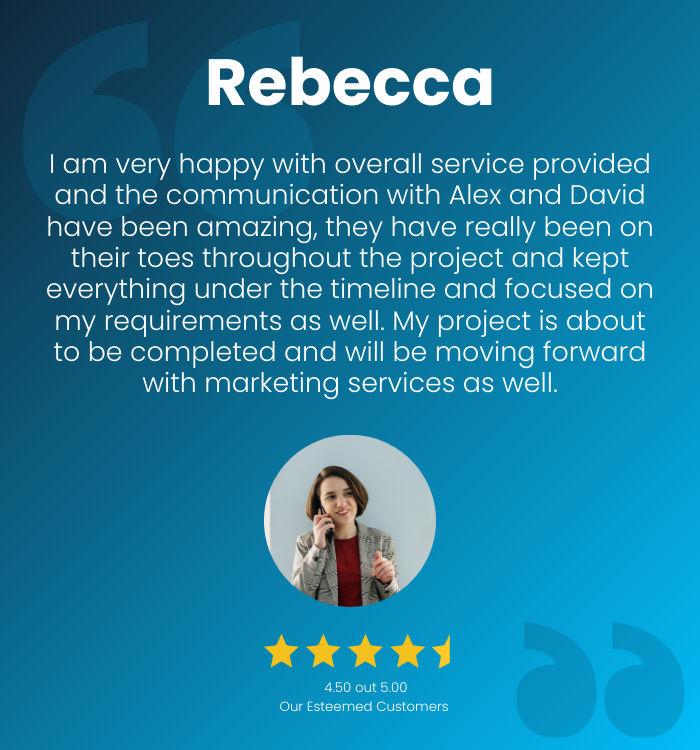 Rebecca
I am very happy with overall service provided
and the communication with Alex and David
have been amazing, they have really been on
their toes throughout the project and kept
everything under the timeline and focused on
my requirements as well. My project is about
to be completed and will be moving forward
with marketing services as well.
4.50 out 5.00
Our Esteemed Customers